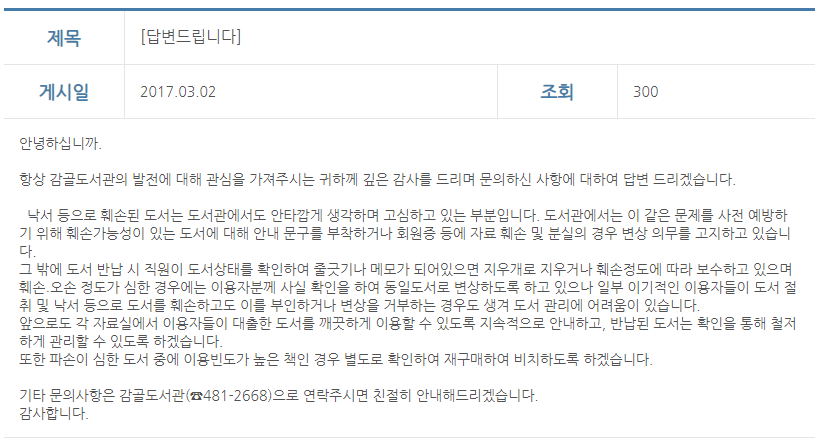 제목 [답변드립니다]
게시일 2017.03.02 조회 300
안녕하십니까.
항상 감골도서관의 발전에 대해 관심을 가져주시는 귀하께 깊은 감사를 드리며 문의하신 사항에 대하여 답변 드리겠습니다.
낙서 등으로 훼손된 도서는 도서관에서도 안타깝게 생각하며 고심하고 있는 부분입니다. 도서관에서는 이 같은 문제를 사전 예방하
기 위해 훼손가능성이 있는 도서에 대해 안내 문구를 부착하거나 회원증 등에 자료 훼손 및 분실의 경우 변상 의무를 고지하고 있습니
다.
그 밖에 도서 반납 시 직원이 도서상태를 확인하여 줄긋기나 메모가 되어있으면 지우개로 지우거나 훼손정도에 따라 보수하고 있으며
훼손.오손 정도가 심한 경우에는 이용자분께 사실 확인을 하여 동일도서로 변상하도록 하고 있으나 일부 이기적인 이용자들이 도서 절
취 및 낙서 등으로 도서를 훼손하고도 이를 부인하거나 변상을 거부하는 경우도 생겨 도서 관리에 어려움이 있습니다.
앞으로도 각 자료실에서 이용자들이 대출한 도서를 깨끗하게 이용할 수 있도록 지속적으로 안내하고, 반납된 도서는 확인을 통해 철저
하게 관리할 수 있도록 하겠습니다.
또한 파손이 심한 도서 중에 이용빈도가 높은 책인 경우 별도로 확인하여 재구매하여 비치하도록 하겠습니다.
기타 문의사항은 감골도서관(☎481-2668)으로 연락주시면 친절히 안내해드리겠습니다.
감사합니다.